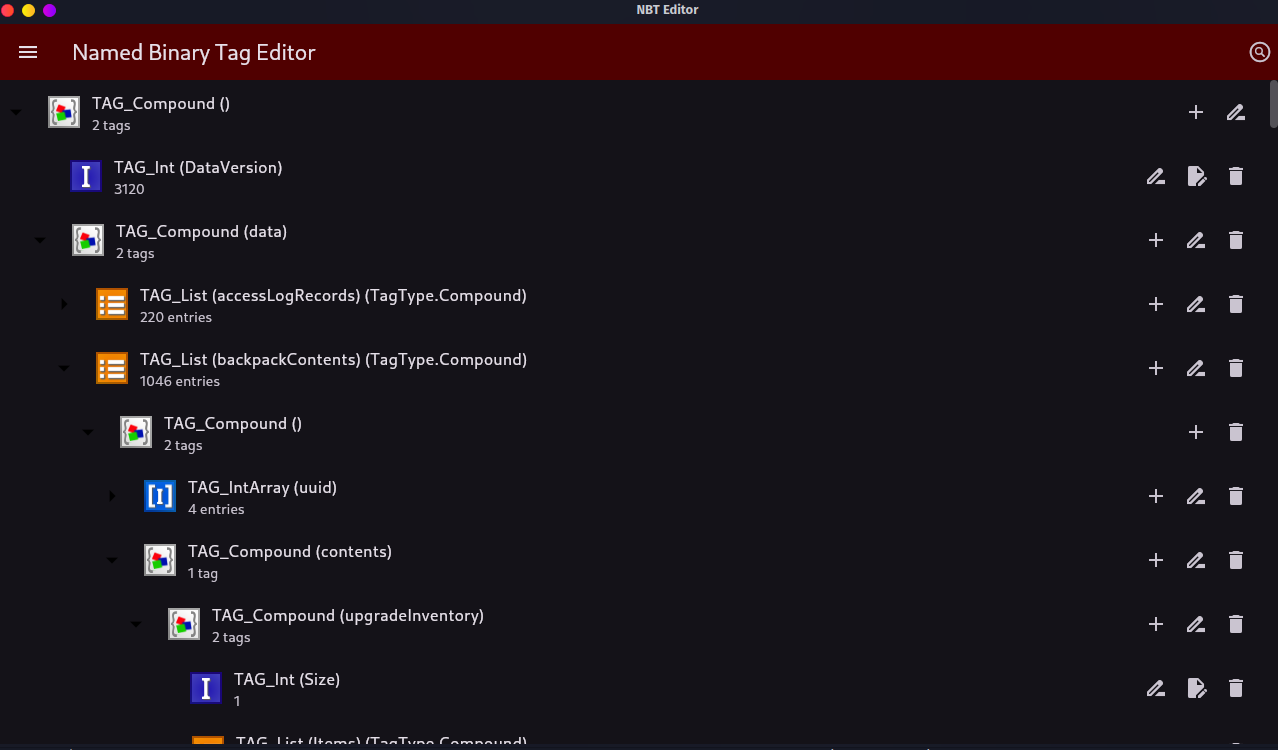 NBT Editor
Named Binary Tag Editor
TAG_Compound ()
2 tags
TAG_Int (DataVersion)
3120
TAG_Compound (data)
2 tags
TAG_List (accessLogRecords) (TagType.Compound)
220 entries
TAG_List (backpackContents) (TagType.Compound)
1046 entries
TAG_Compound ()
2 tags
TAG_IntArray (uuid)
4 entries
TAG_Compound (contents)
1 tag
TAG_Compound (upgradeInventory)
2 tags
TAG_Int (Size)
1
TAG_List (Items) (TagType.Compound)